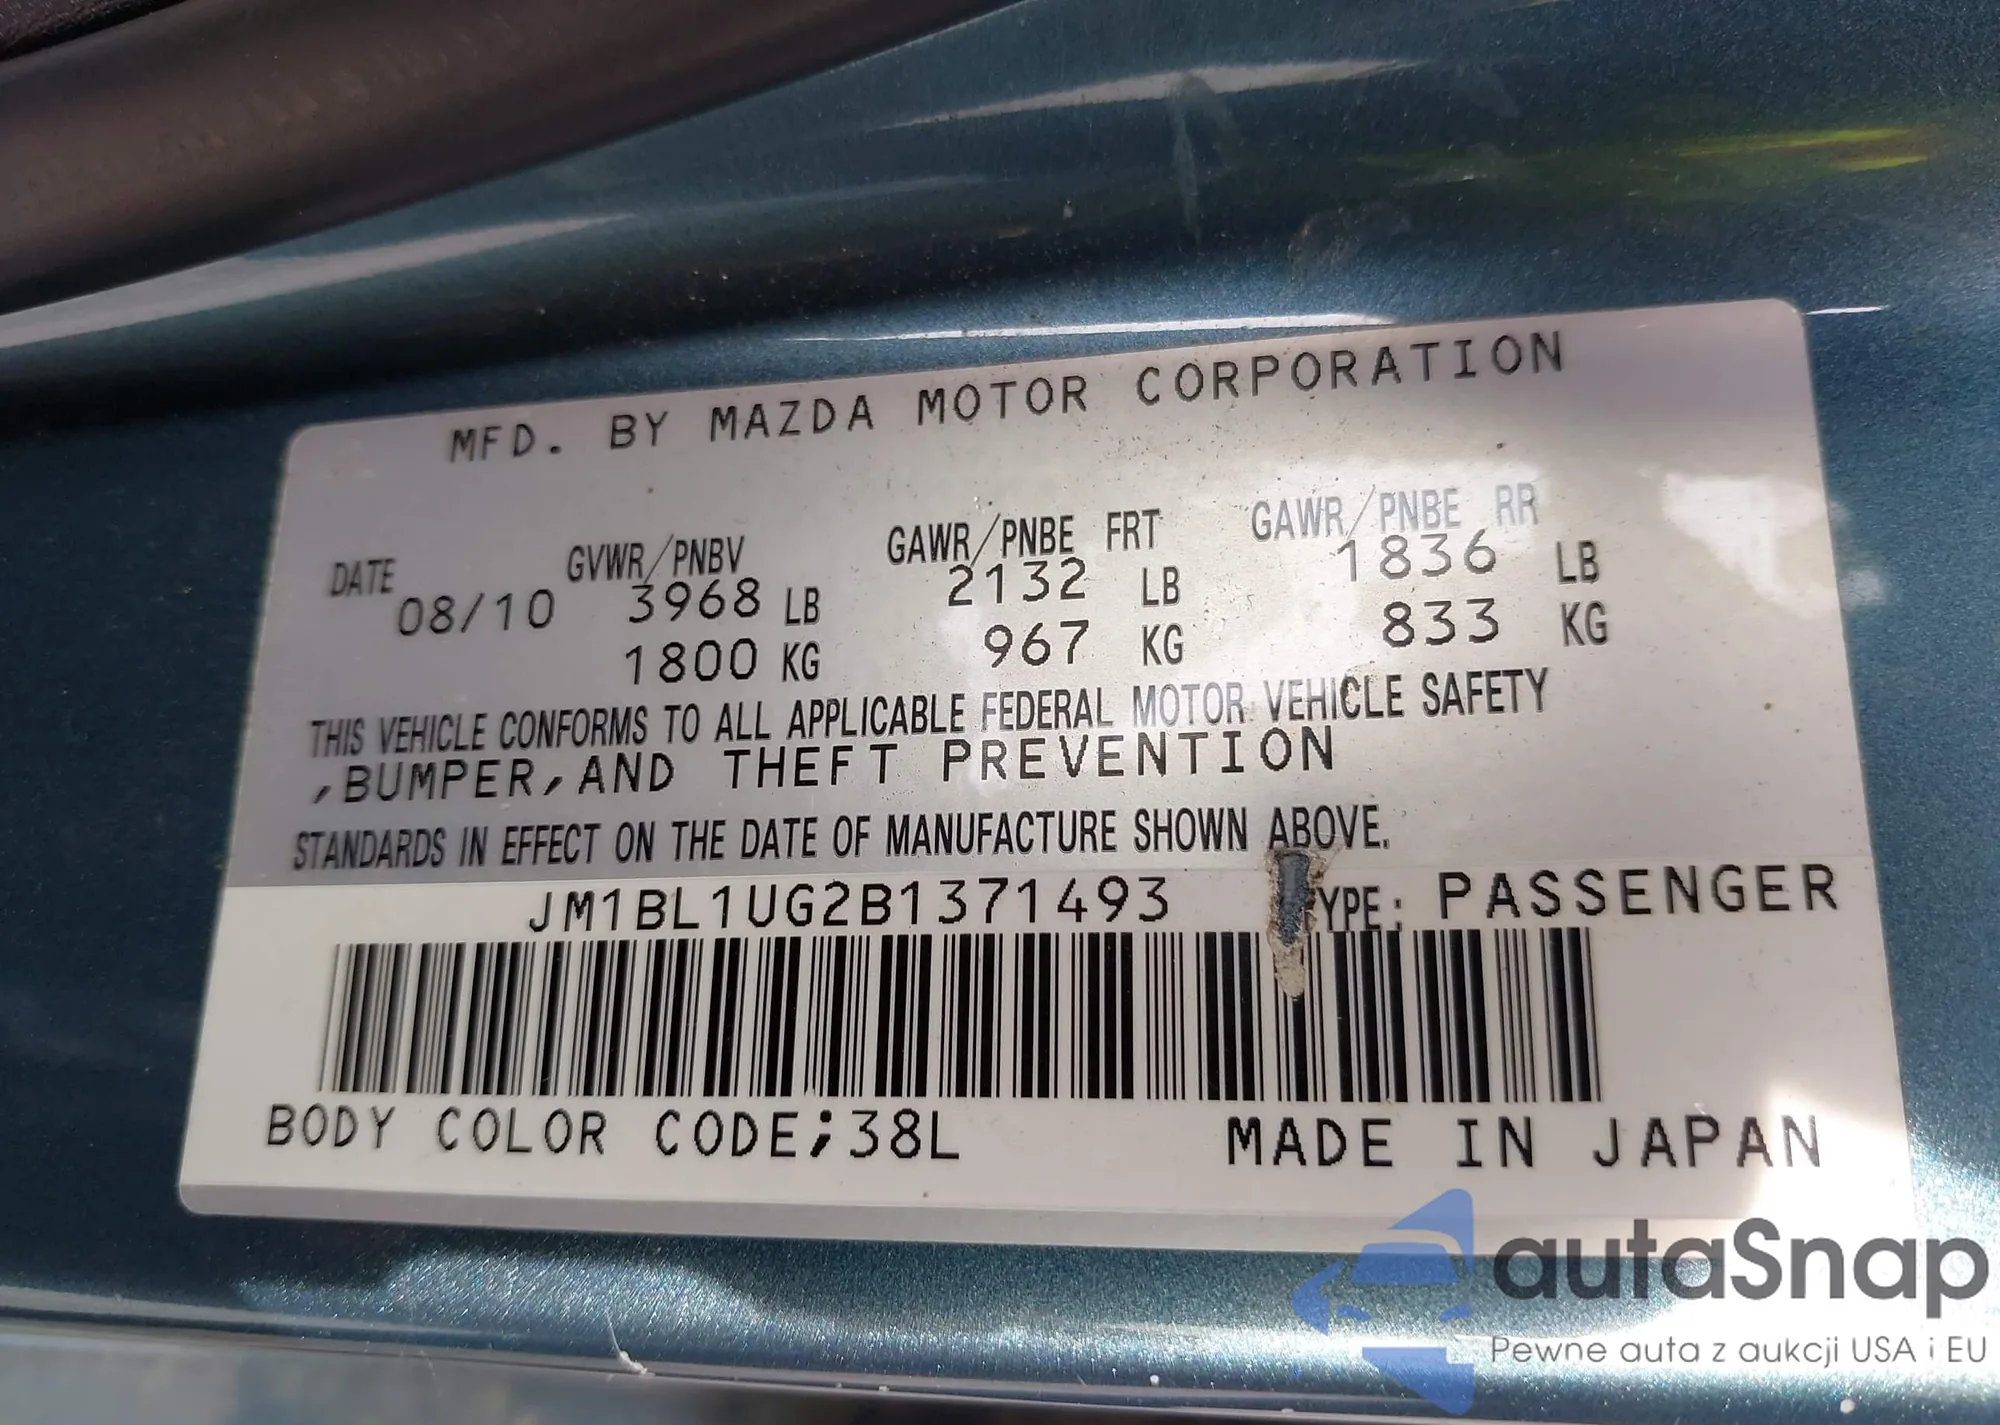 MFD. BY MAZDA MOTOR CORPORATION
DATE GVWR/PNBV GAWR/PNBE FRT GAWR/PNBE RR
08/10 3968 LB 2132 LB 1836 LB
1800 KG 967 KG 833 KG
THIS VEHICLE CONFORMS TO ALL APPLICABLE FEDERAL MOTOR VEHICLE SAFETY
,BUMPER,AND THEFT PREVENTION
STANDARDS IN EFFECT ON THE DATE OF MANUFACTURE SHOWN ABOVE.
JM1BL1UG2B1371493 TYPE: PASSENGER
BODY COLOR CODE;38L MADE IN JAPAN
autaSnap
Pewne auta z aukcji USA i EU